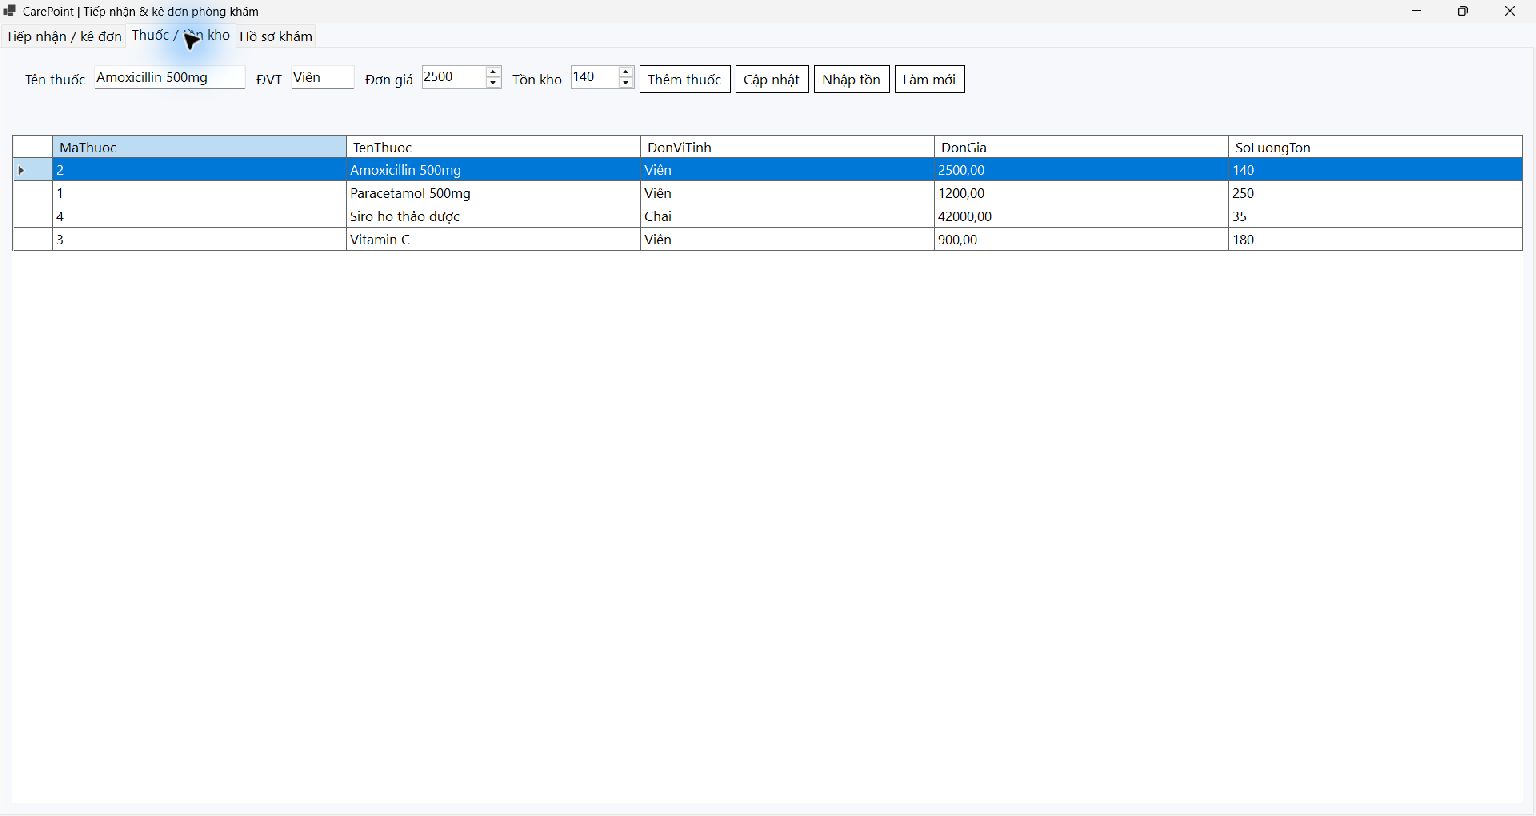 CarePoint | Tiếp nhận & kê đơn phòng khám
Tiếp nhận / kê đơn Thuốc / kho Hồ sơ khám
Tên thuốc Amoxicillin 500mg ĐVT Viên Đơn giá 2500 Tồn kho 140 Thêm thuốc Cập nhật Nhập tồn Làm mới
MaThuoc TenThuoc DonViTinh DonGia SoLuongTon
2 Amoxicillin 500mg Viên 2500,00 140
1 Paracetamol 500mg Viên 1200,00 250
4 Siro ho thảo dược Chai 42000,00 35
3 Vitamin C Viên 900,00 180